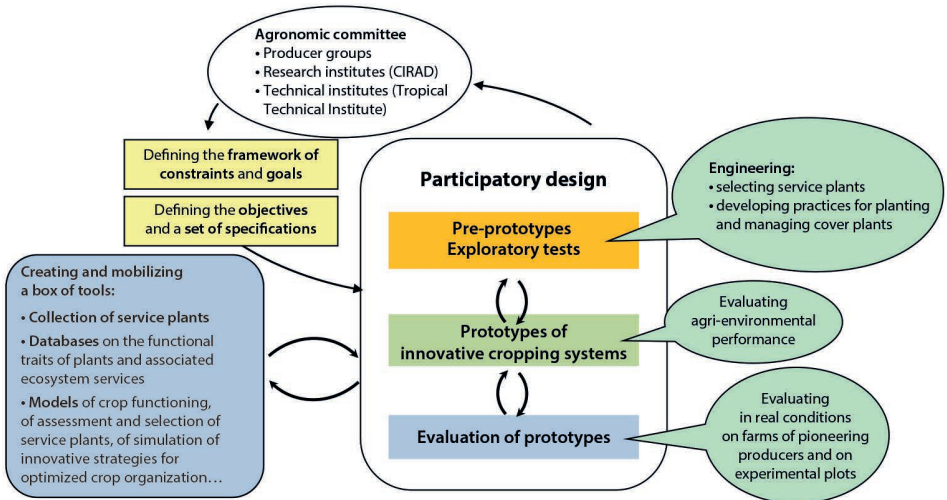 Agronomic committee
• Producer groups
• Research institutes (CIRAD)
• Technical institutes (Tropical
Technical Institute)
Defining the framework of
constraints and goals
Defining the objectives
and a set of specifications
Creating and mobilizing
a box of tools:
• Collection of service plants
• Databases on the functional
traits of plants and associated
ecosystem services
• Models of crop functioning,
of assessment and selection of
service plants, of simulation of
innovative strategies for
optimized crop organization...
Participatory design
Pre-prototypes
Exploratory tests
Prototypes of
innovative cropping systems
Evaluation of prototypes
Engineering:
• selecting service plants
• developing practices for planting
and managing cover plants
Evaluating
agri-environmental
performance
Evaluating
in real conditions
on farms of pioneering
producers and on
experimental plots